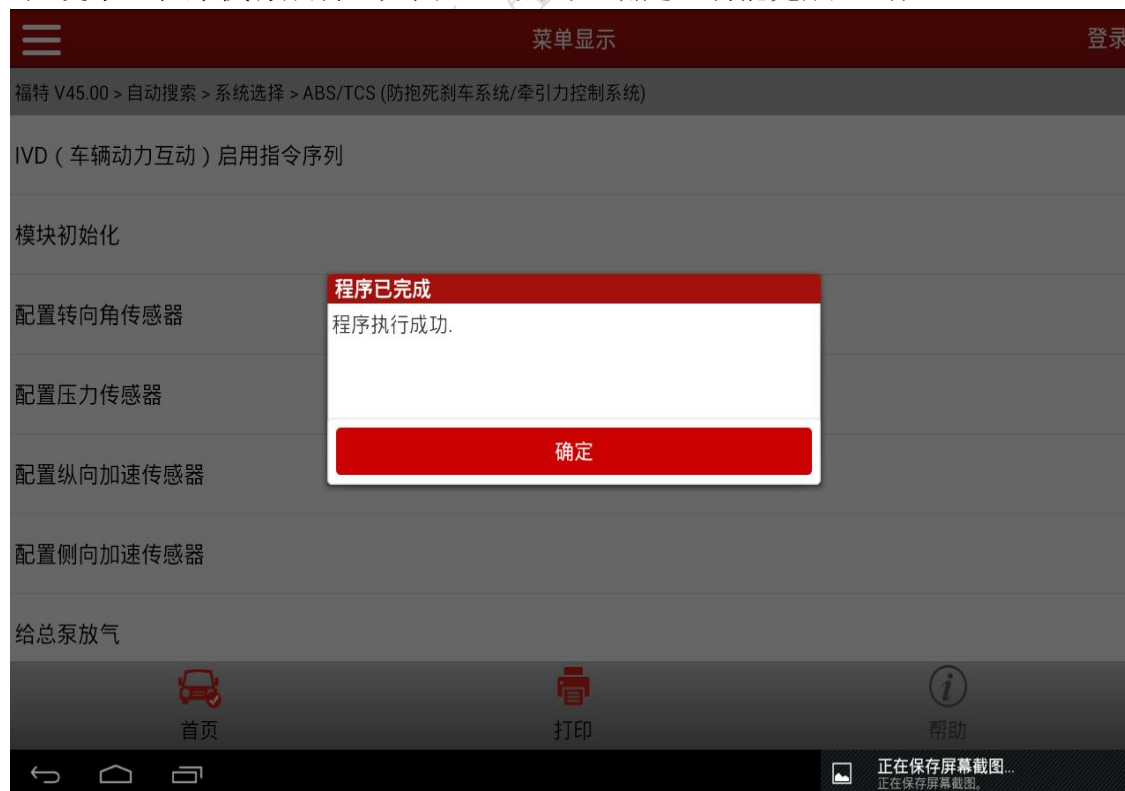 菜单显示
登录
福特 V45.00 > 自动搜索 > 系统选择 > ABS/TCS (防抱死刹车系统/牵引力控制系统)
IVD（车辆动力互动）启用指令序列
模块初始化
程序已完成
配置转向角传感器
程序执行成功.
配置压力传感器
确定
配置纵向加速传感器
配置侧向加速传感器
给总泵放气
首页
打印
帮助
正在保存屏幕截图...
正在保存屏幕截图。